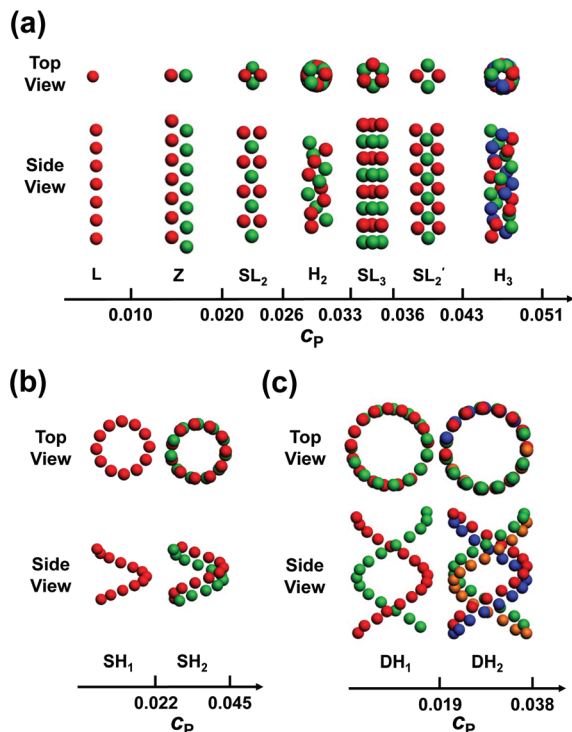 (a)
Top
View
Side
View
L Z SL₂ H₂ SL₃ SL₂′ H₃
0.010 0.020 0.026 0.033 0.036 0.043 0.051
cP
(b)
Top
View
Side
View
SH₁ SH₂
0.022 0.045
cP
(c)
Top
View
Side
View
DH₁ DH₂
0.019 0.038
cP